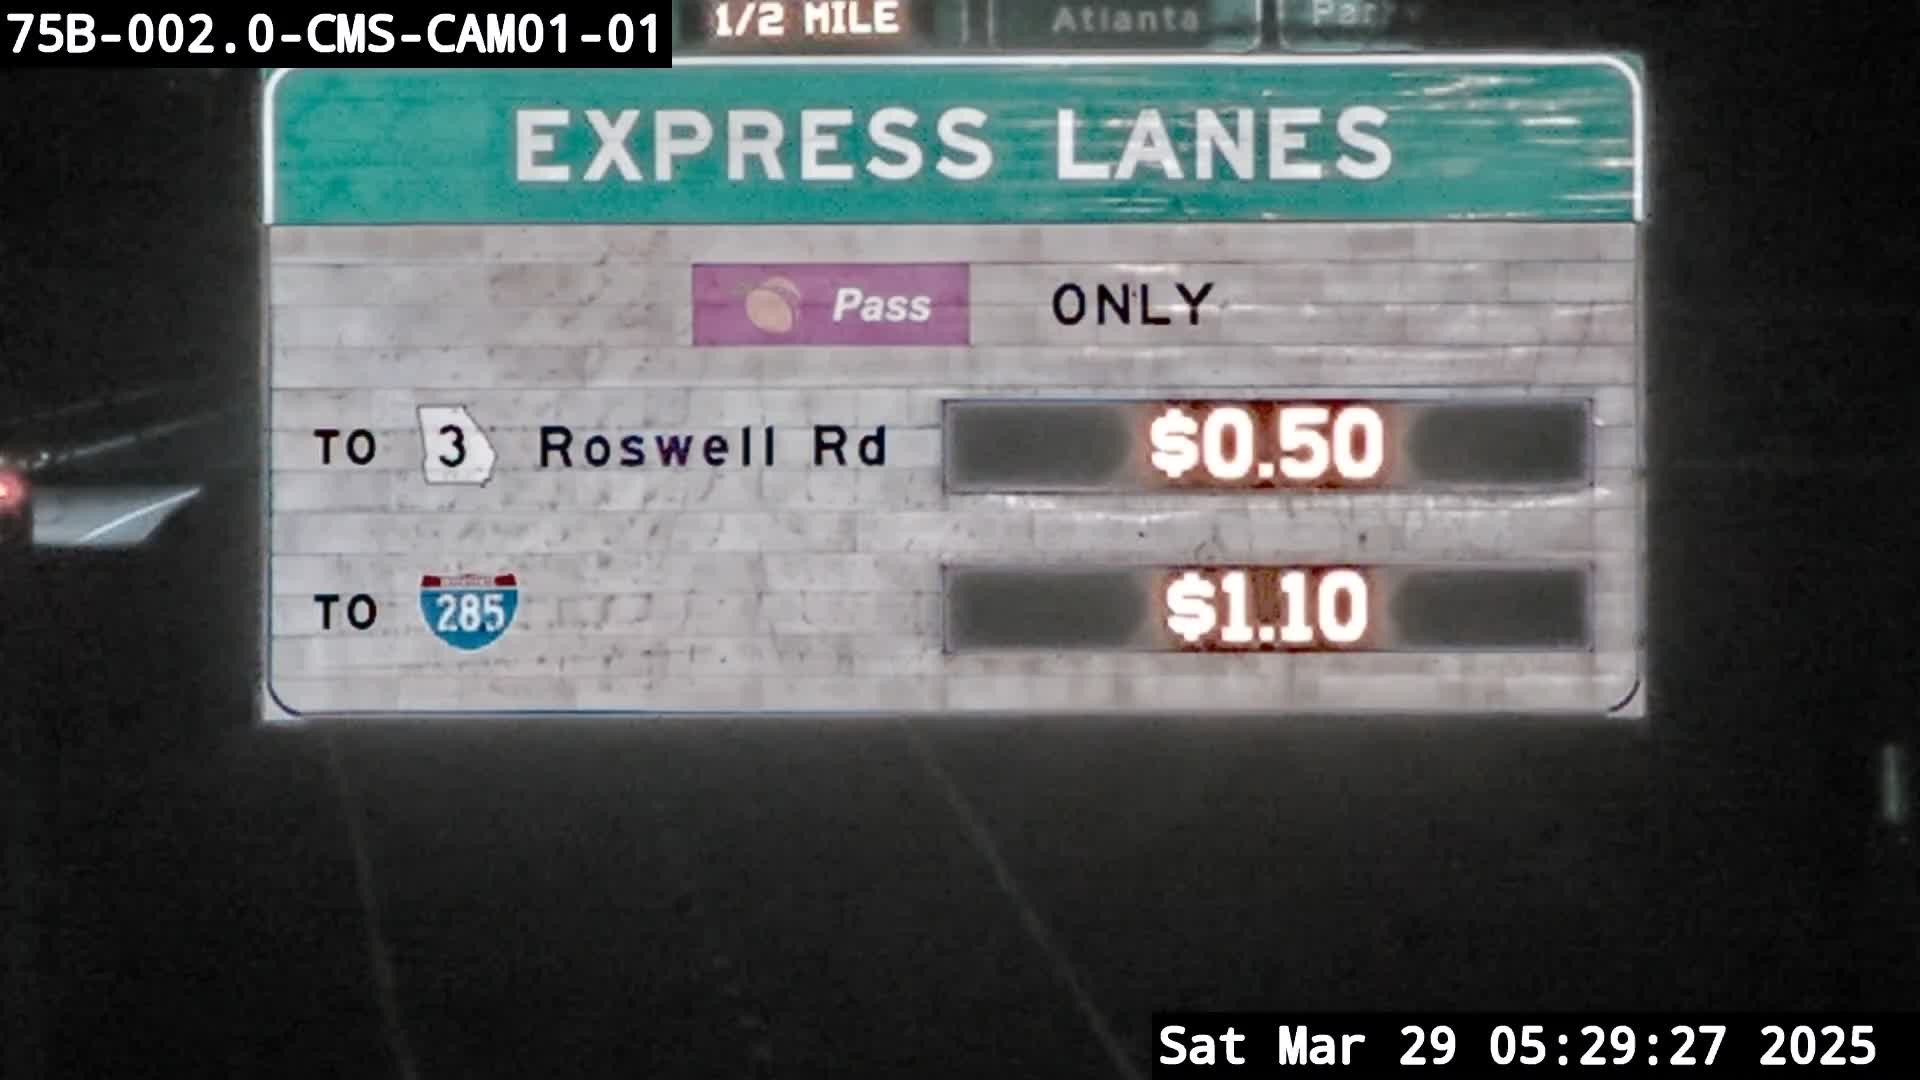 75B-002.0-CMS-CAM01-01
1/2 MILE
Atlanta
EXPRESS LANES
Pass ONLY
TO 3 Roswell Rd $0.50
TO 285 $1.10
Sat Mar 29 05:29:27 2025